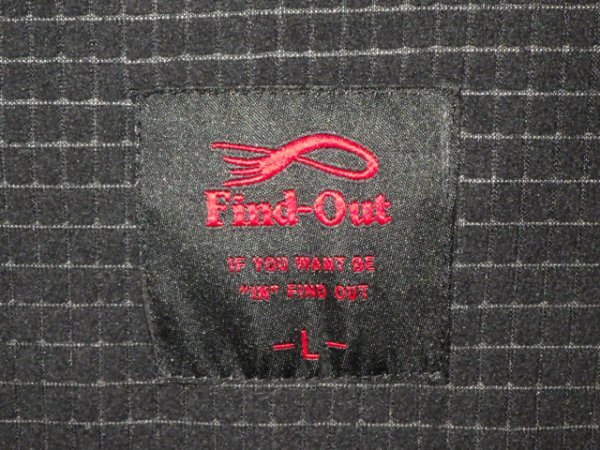 Find-Out
IF YOU WANT BE
"IN" FIND OUT
-L-